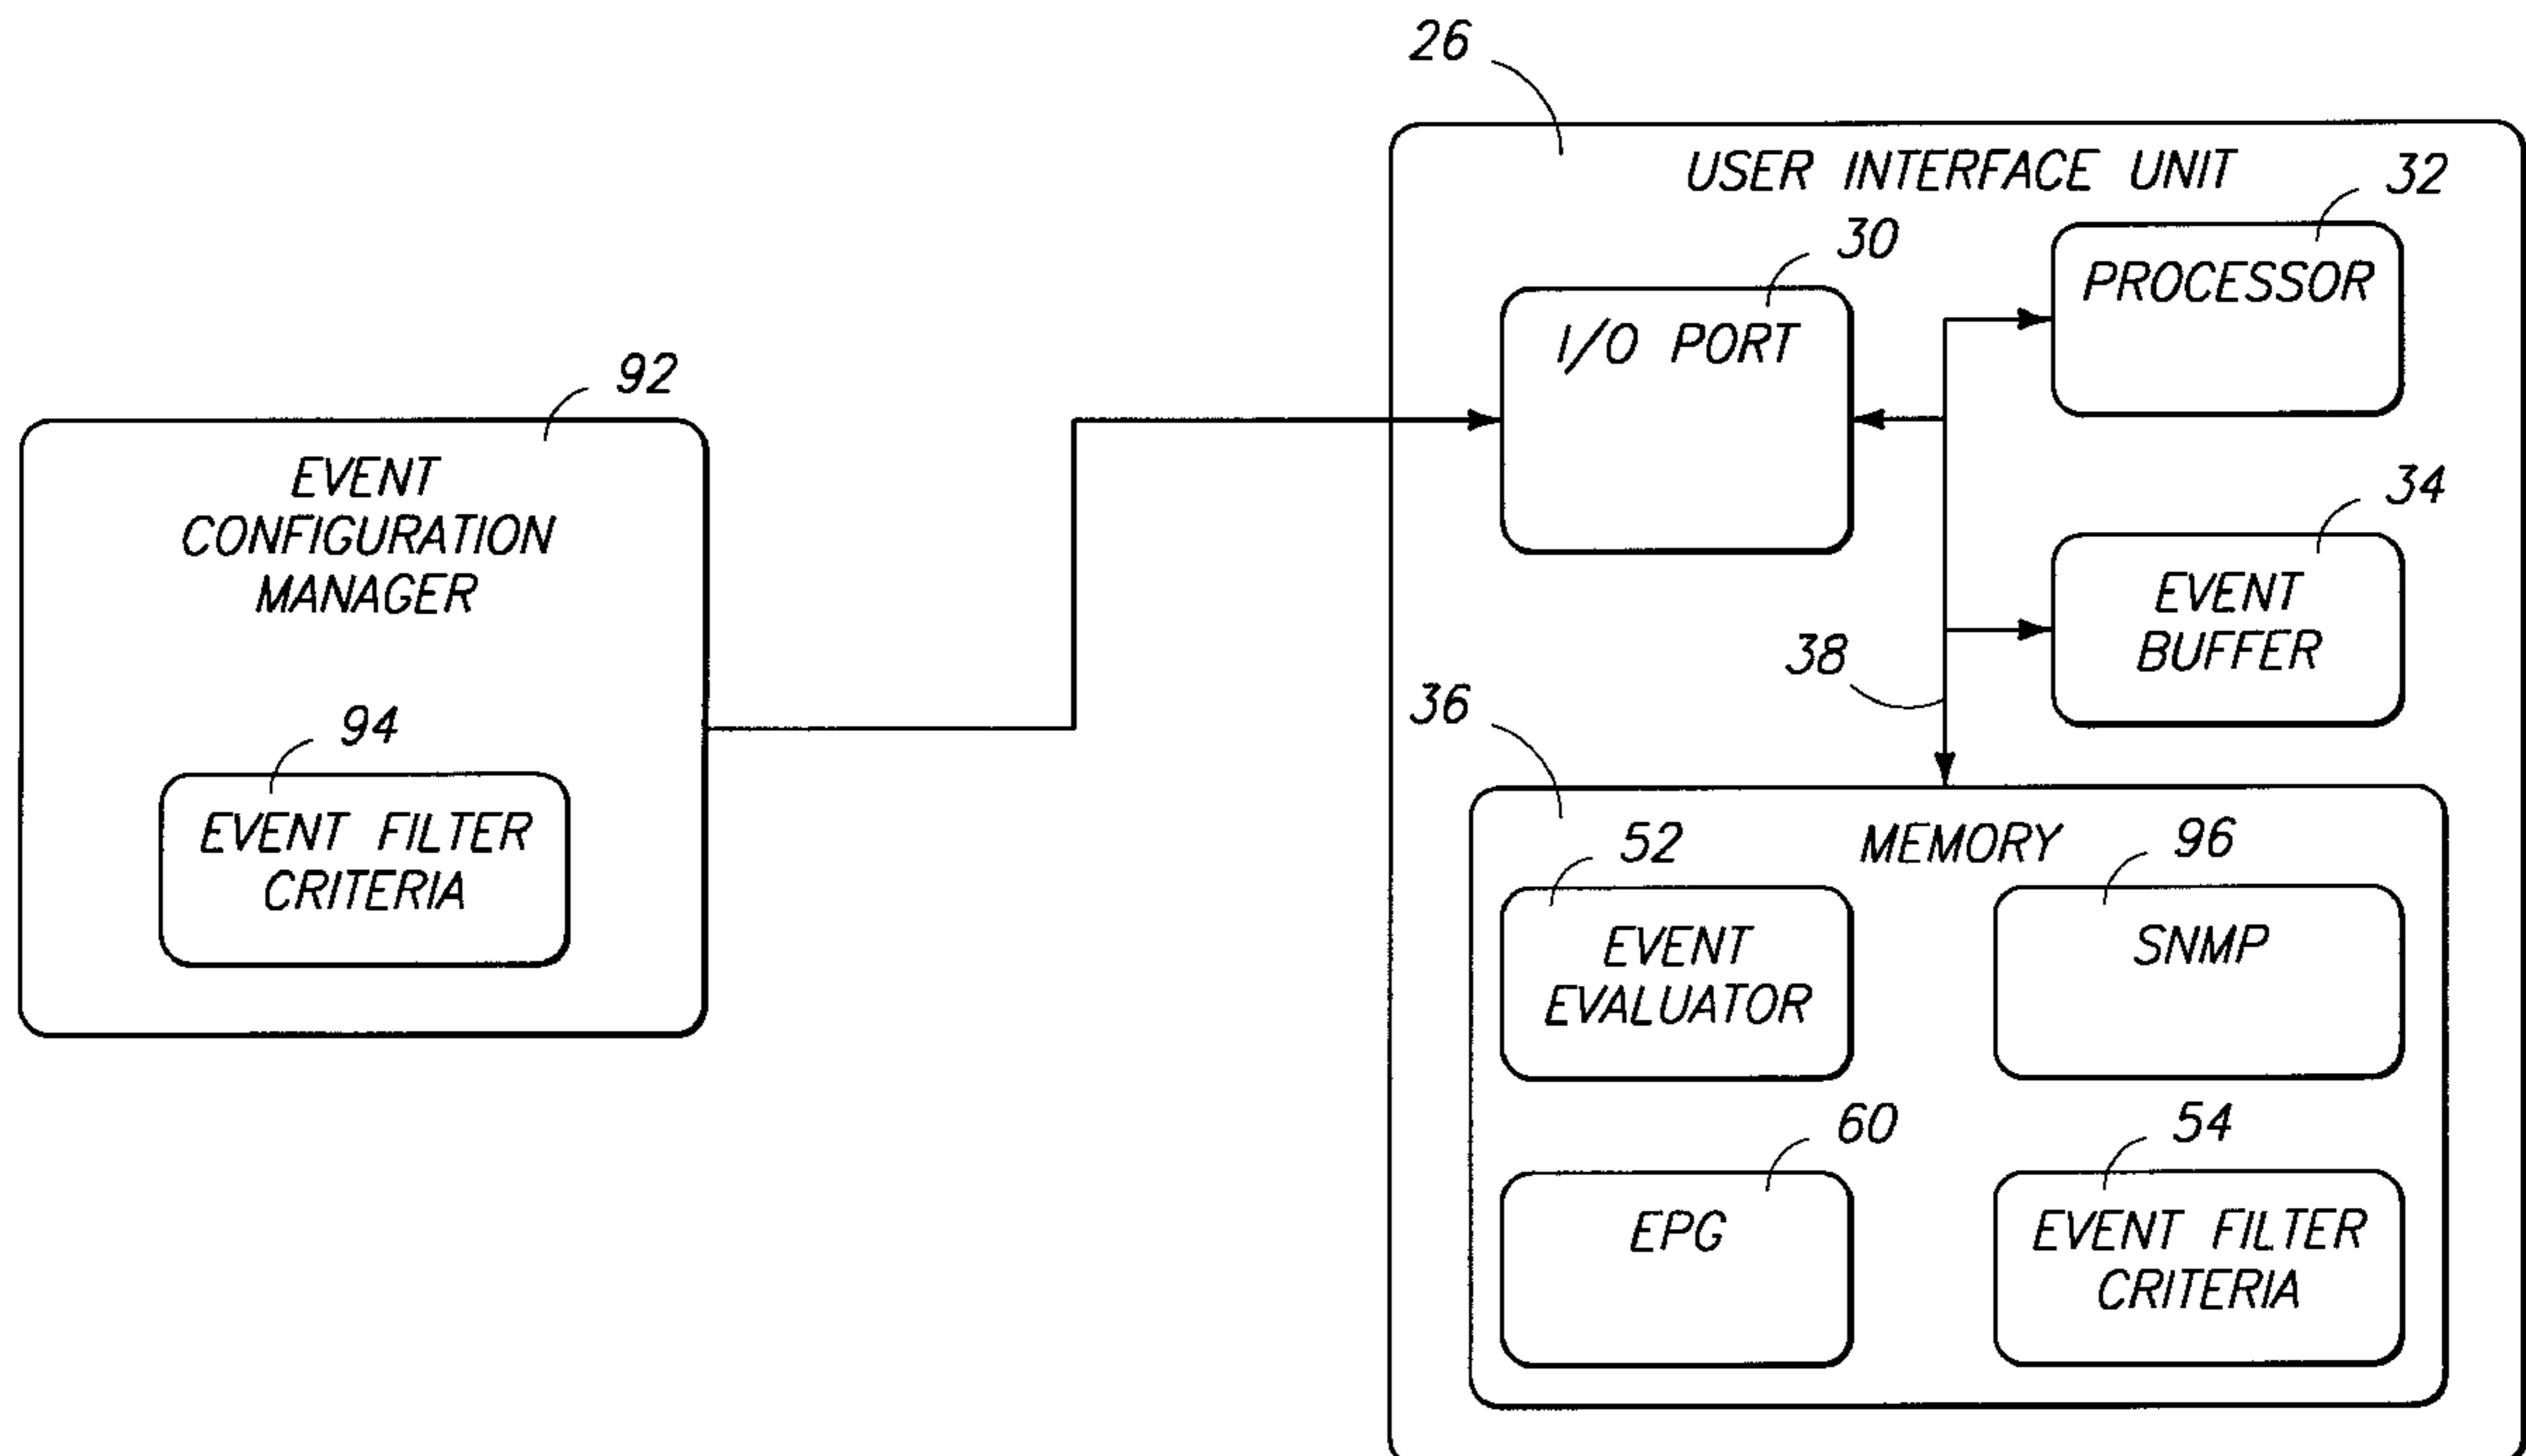 26
USER INTERFACE UNIT
32
PROCESSOR
30
I/O PORT
92
EVENT
CONFIGURATION
MANAGER
34
EVENT
BUFFER
38
36
94
EVENT FILTER
CRITERIA
MEMORY
52
EVENT
EVALUATOR
96
SNMP
60
EPG
54
EVENT FILTER
CRITERIA